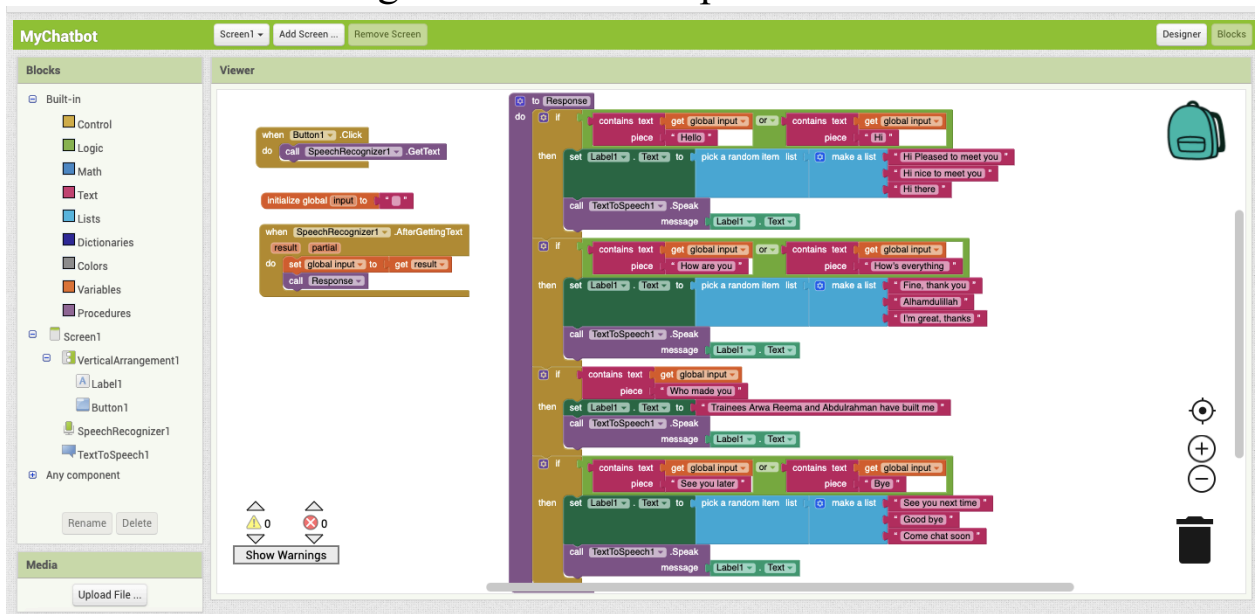 MyChatbot Screen1 Add Screen ... Remove Screen Designer Blocks
Blocks
Built-in
Control
Logic
Math
Text
Lists
Dictionaries
Colors
Variables
Procedures
Screen1
VerticalArrangement1
Label1
Button1
SpeechRecognizer1
TextToSpeech1
Any component
Rename Delete
Media
Upload File ...
Viewer
when Button1 .Click
do call SpeechRecognizer1 .GetText
initialize global input to " "
when SpeechRecognizer1 .AfterGettingText
result partial
do set global input to get result
call Response
0 0
Show Warnings
to Response
do if contains text get global input or contains text get global input
piece " Hello " piece " Hi "
then set Label1 . Text to pick a random item list make a list " Hi Pleased to meet you "
" Hi nice to meet you "
" Hi there "
call TextToSpeech1 .Speak
message Label1 . Text
if contains text get global input or contains text get global input
piece " How are you " piece " How's everything "
then set Label1 . Text to pick a random item list make a list " Fine, thank you "
" Alhamdulillah "
" I'm great, thanks "
call TextToSpeech1 .Speak
message Label1 . Text
if contains text get global input
piece " Who made you "
then set Label1 . Text to " Trainees Arwa Reema and Abdulrahman have built me "
call TextToSpeech1 .Speak
message Label1 . Text
if contains text get global input or contains text get global input
piece " See you later " piece " Bye "
then set Label1 . Text to pick a random item list make a list " See you next time "
" Good bye "
" Come chat soon "
call TextToSpeech1 .Speak
message Label1 . Text